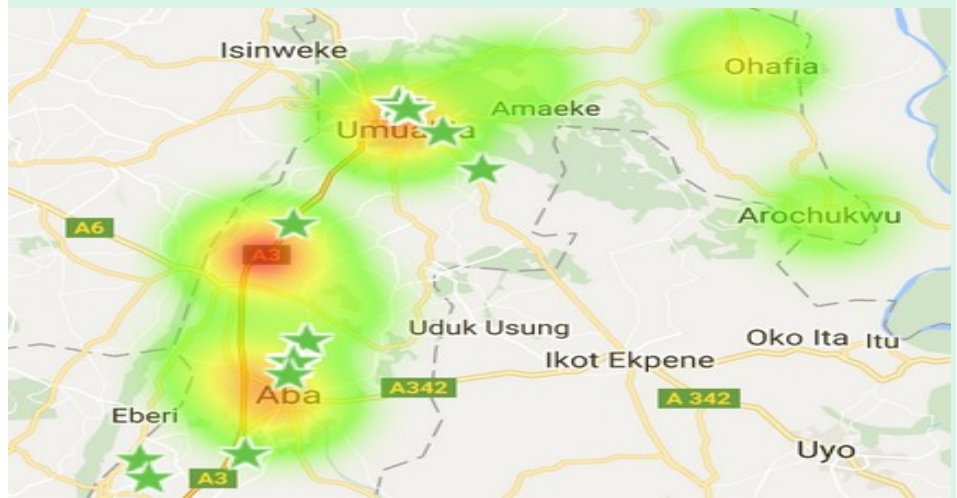 Isinweke
Ohafia
Amaeke
Arochukwu
A6
A3
Uduk Usung
Oko Ita
Itu
Ikot Ekpene
A342
Aba
A 342
Eberi
Uyo
A3